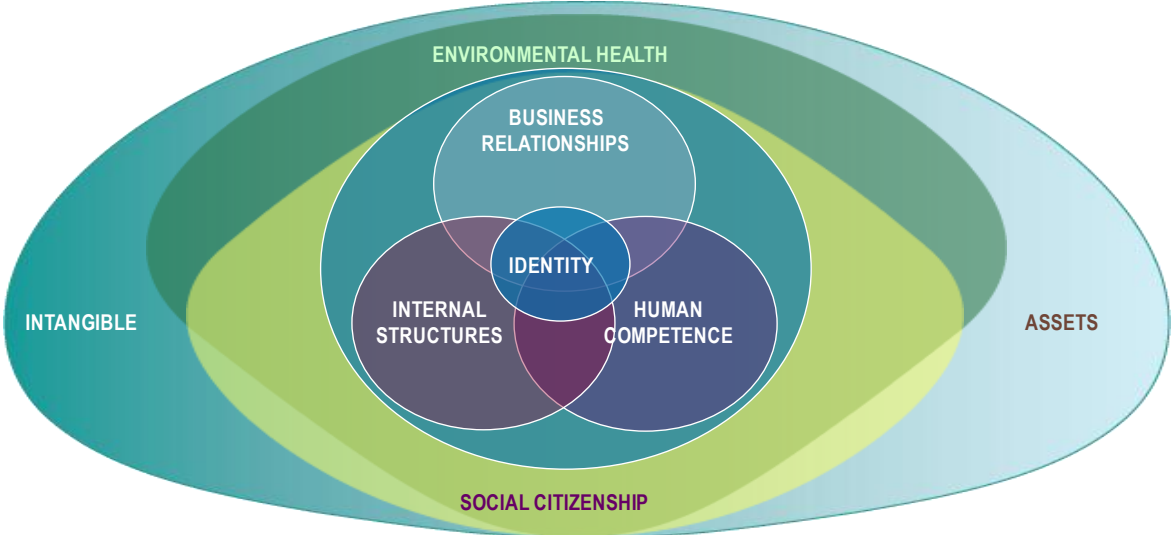 ENVIRONMENTAL HEALTH
BUSINESS
RELATIONSHIPS
IDENTITY
INTERNAL
STRUCTURES
HUMAN
COMPETENCE
INTANGIBLE
ASSETS
SOCIAL CITIZENSHIP